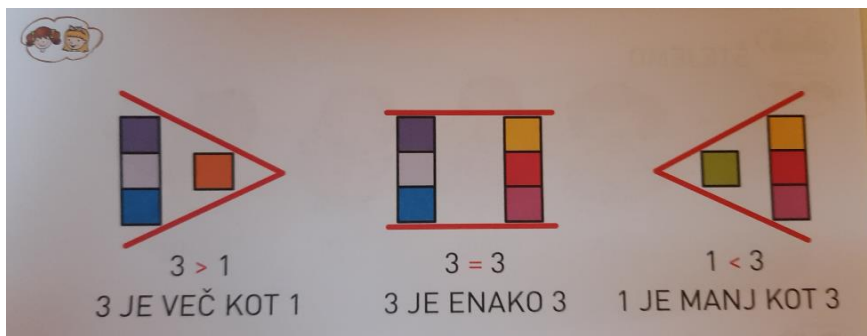 3 > 1
3 JE VEČ KOT 1
3 = 3
3 JE ENAKO 3
1 < 3
1 JE MANJ KOT 3